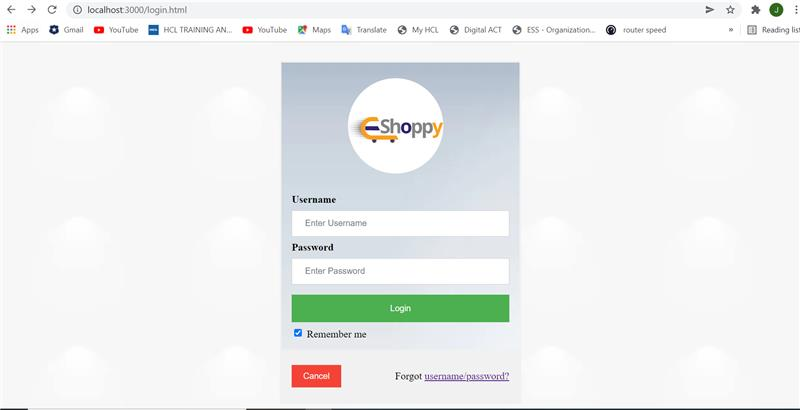 localhost:3000/login.html
J
Apps Gmail YouTube HCL TRAINING AN... YouTube Maps Translate My HCL Digital ACT ESS - Organization... router speed » Reading list
eShoppy
Username
Enter Username
Password
Enter Password
Login
Remember me
Cancel Forgot username/password?